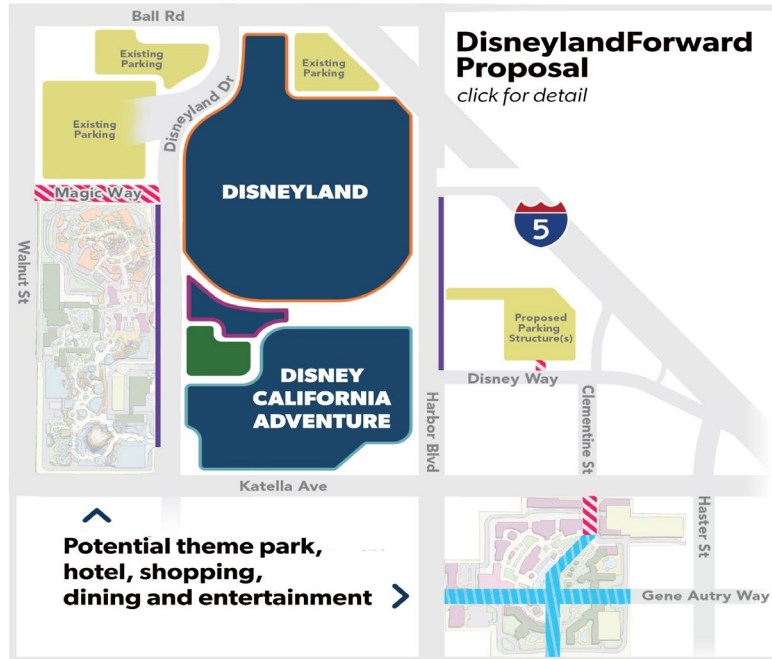 Ball Rd
DisneylandForward
Proposal
click for detail
Existing
Parking
Existing
Parking
Existing
Parking
Disneyland Dr
DISNEYLAND
Magic Way
5
Walnut St
Proposed
Parking
Structure(s)
DISNEY
CALIFORNIA
ADVENTURE
Disney Way
Harbor Blvd
Clementine St
Katella Ave
Haster St
Potential theme park,
hotel, shopping,
dining and entertainment
Gene Autry Way